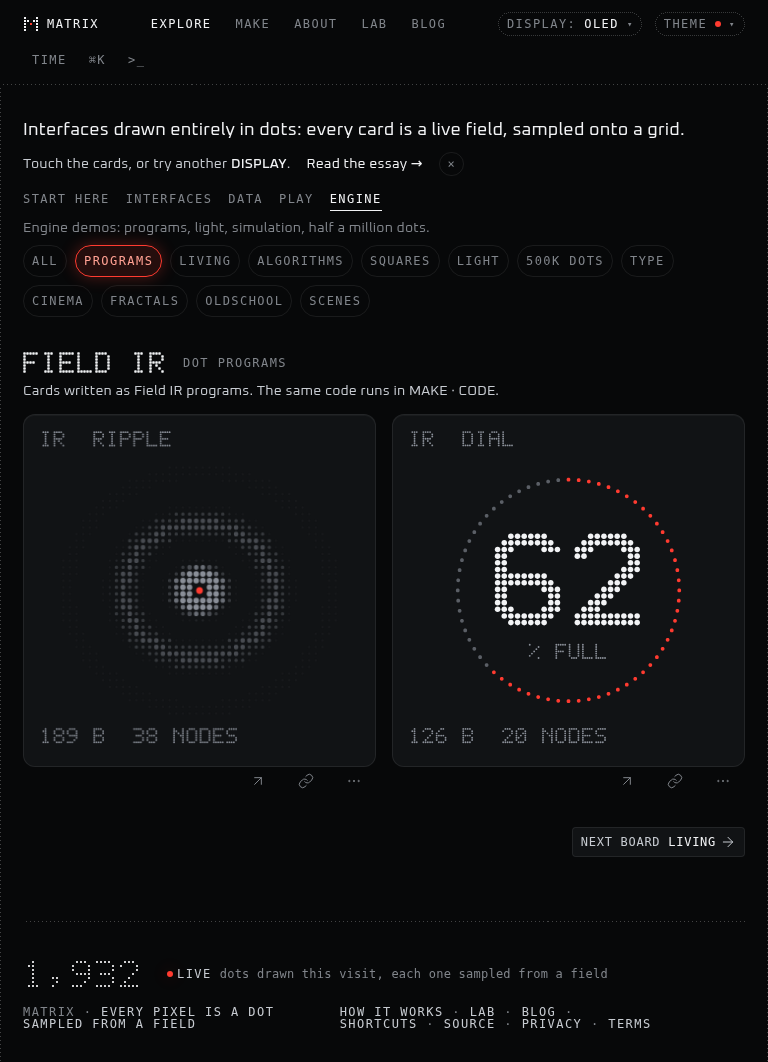 MATRIX EXPLORE MAKE ABOUT LAB BLOG DISPLAY: OLED THEME
TIME ⌘K >_
Interfaces drawn entirely in dots: every card is a live field, sampled onto a grid.
Touch the cards, or try another DISPLAY. Read the essay → ×
START HERE INTERFACES DATA PLAY ENGINE
Engine demos: programs, light, simulation, half a million dots.
ALL PROGRAMS LIVING ALGORITHMS SQUARES LIGHT 500K DOTS TYPE
CINEMA FRACTALS OLDSCHOOL SCENES
FIELD IR DOT PROGRAMS
Cards written as Field IR programs. The same code runs in MAKE · CODE.
IR RIPPLE
189 B 38 NODES
IR DIAL
62
% FULL
126 B 20 NODES
NEXT BOARD LIVING →
1,932 LIVE dots drawn this visit, each one sampled from a field
MATRIX · EVERY PIXEL IS A DOT
SAMPLED FROM A FIELD
HOW IT WORKS · LAB · BLOG ·
SHORTCUTS · SOURCE · PRIVACY · TERMS